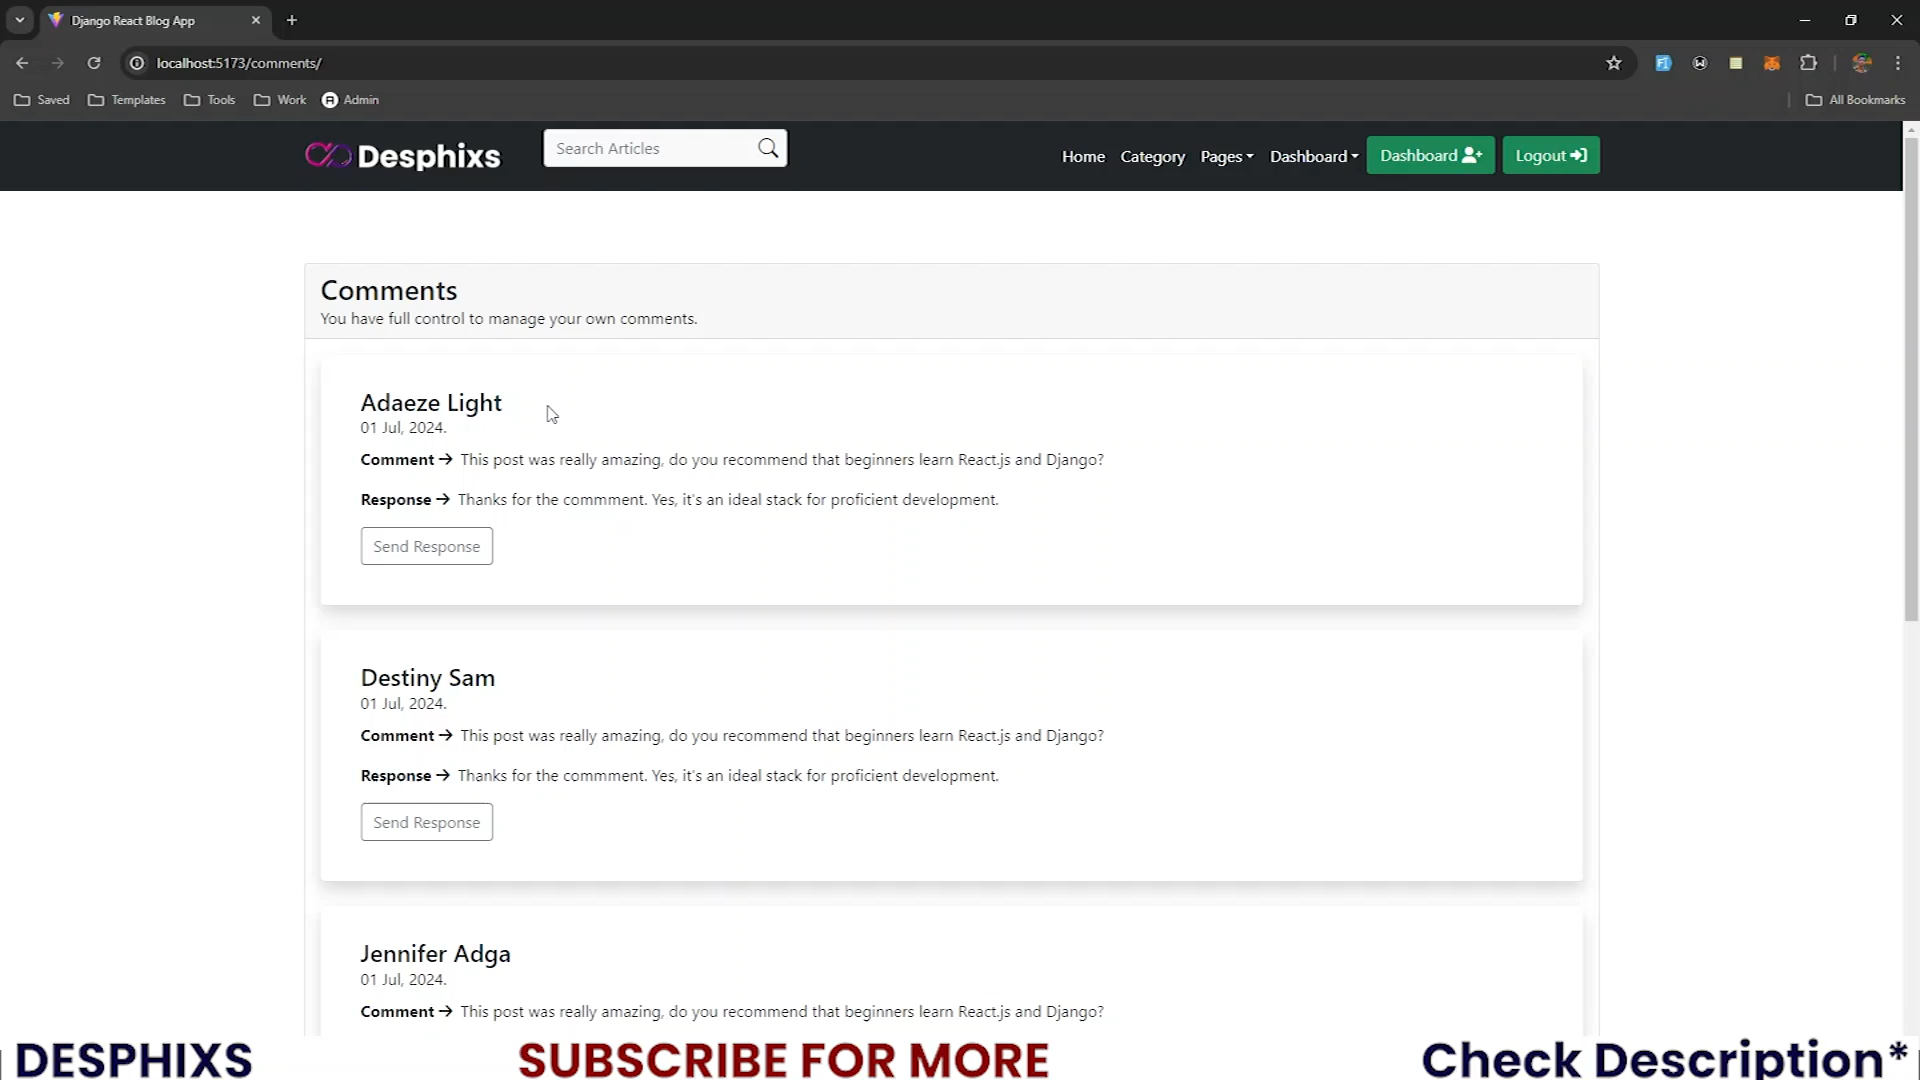 Django React Blog App
localhost:5173/comments/
Saved Templates Tools Work Admin All Bookmarks
Desphixs Search Articles Home Category Pages Dashboard Dashboard Logout
Comments
You have full control to manage your own comments.
Adaeze Light
01 Jul, 2024.
Comment → This post was really amazing, do you recommend that beginners learn React.js and Django?
Response → Thanks for the commment. Yes, it's an ideal stack for proficient development.
Send Response
Destiny Sam
01 Jul, 2024.
Comment → This post was really amazing, do you recommend that beginners learn React.js and Django?
Response → Thanks for the commment. Yes, it's an ideal stack for proficient development.
Send Response
Jennifer Adga
01 Jul, 2024.
Comment → This post was really amazing, do you recommend that beginners learn React.js and Django?
DESPHIXS SUBSCRIBE FOR MORE Check Description*